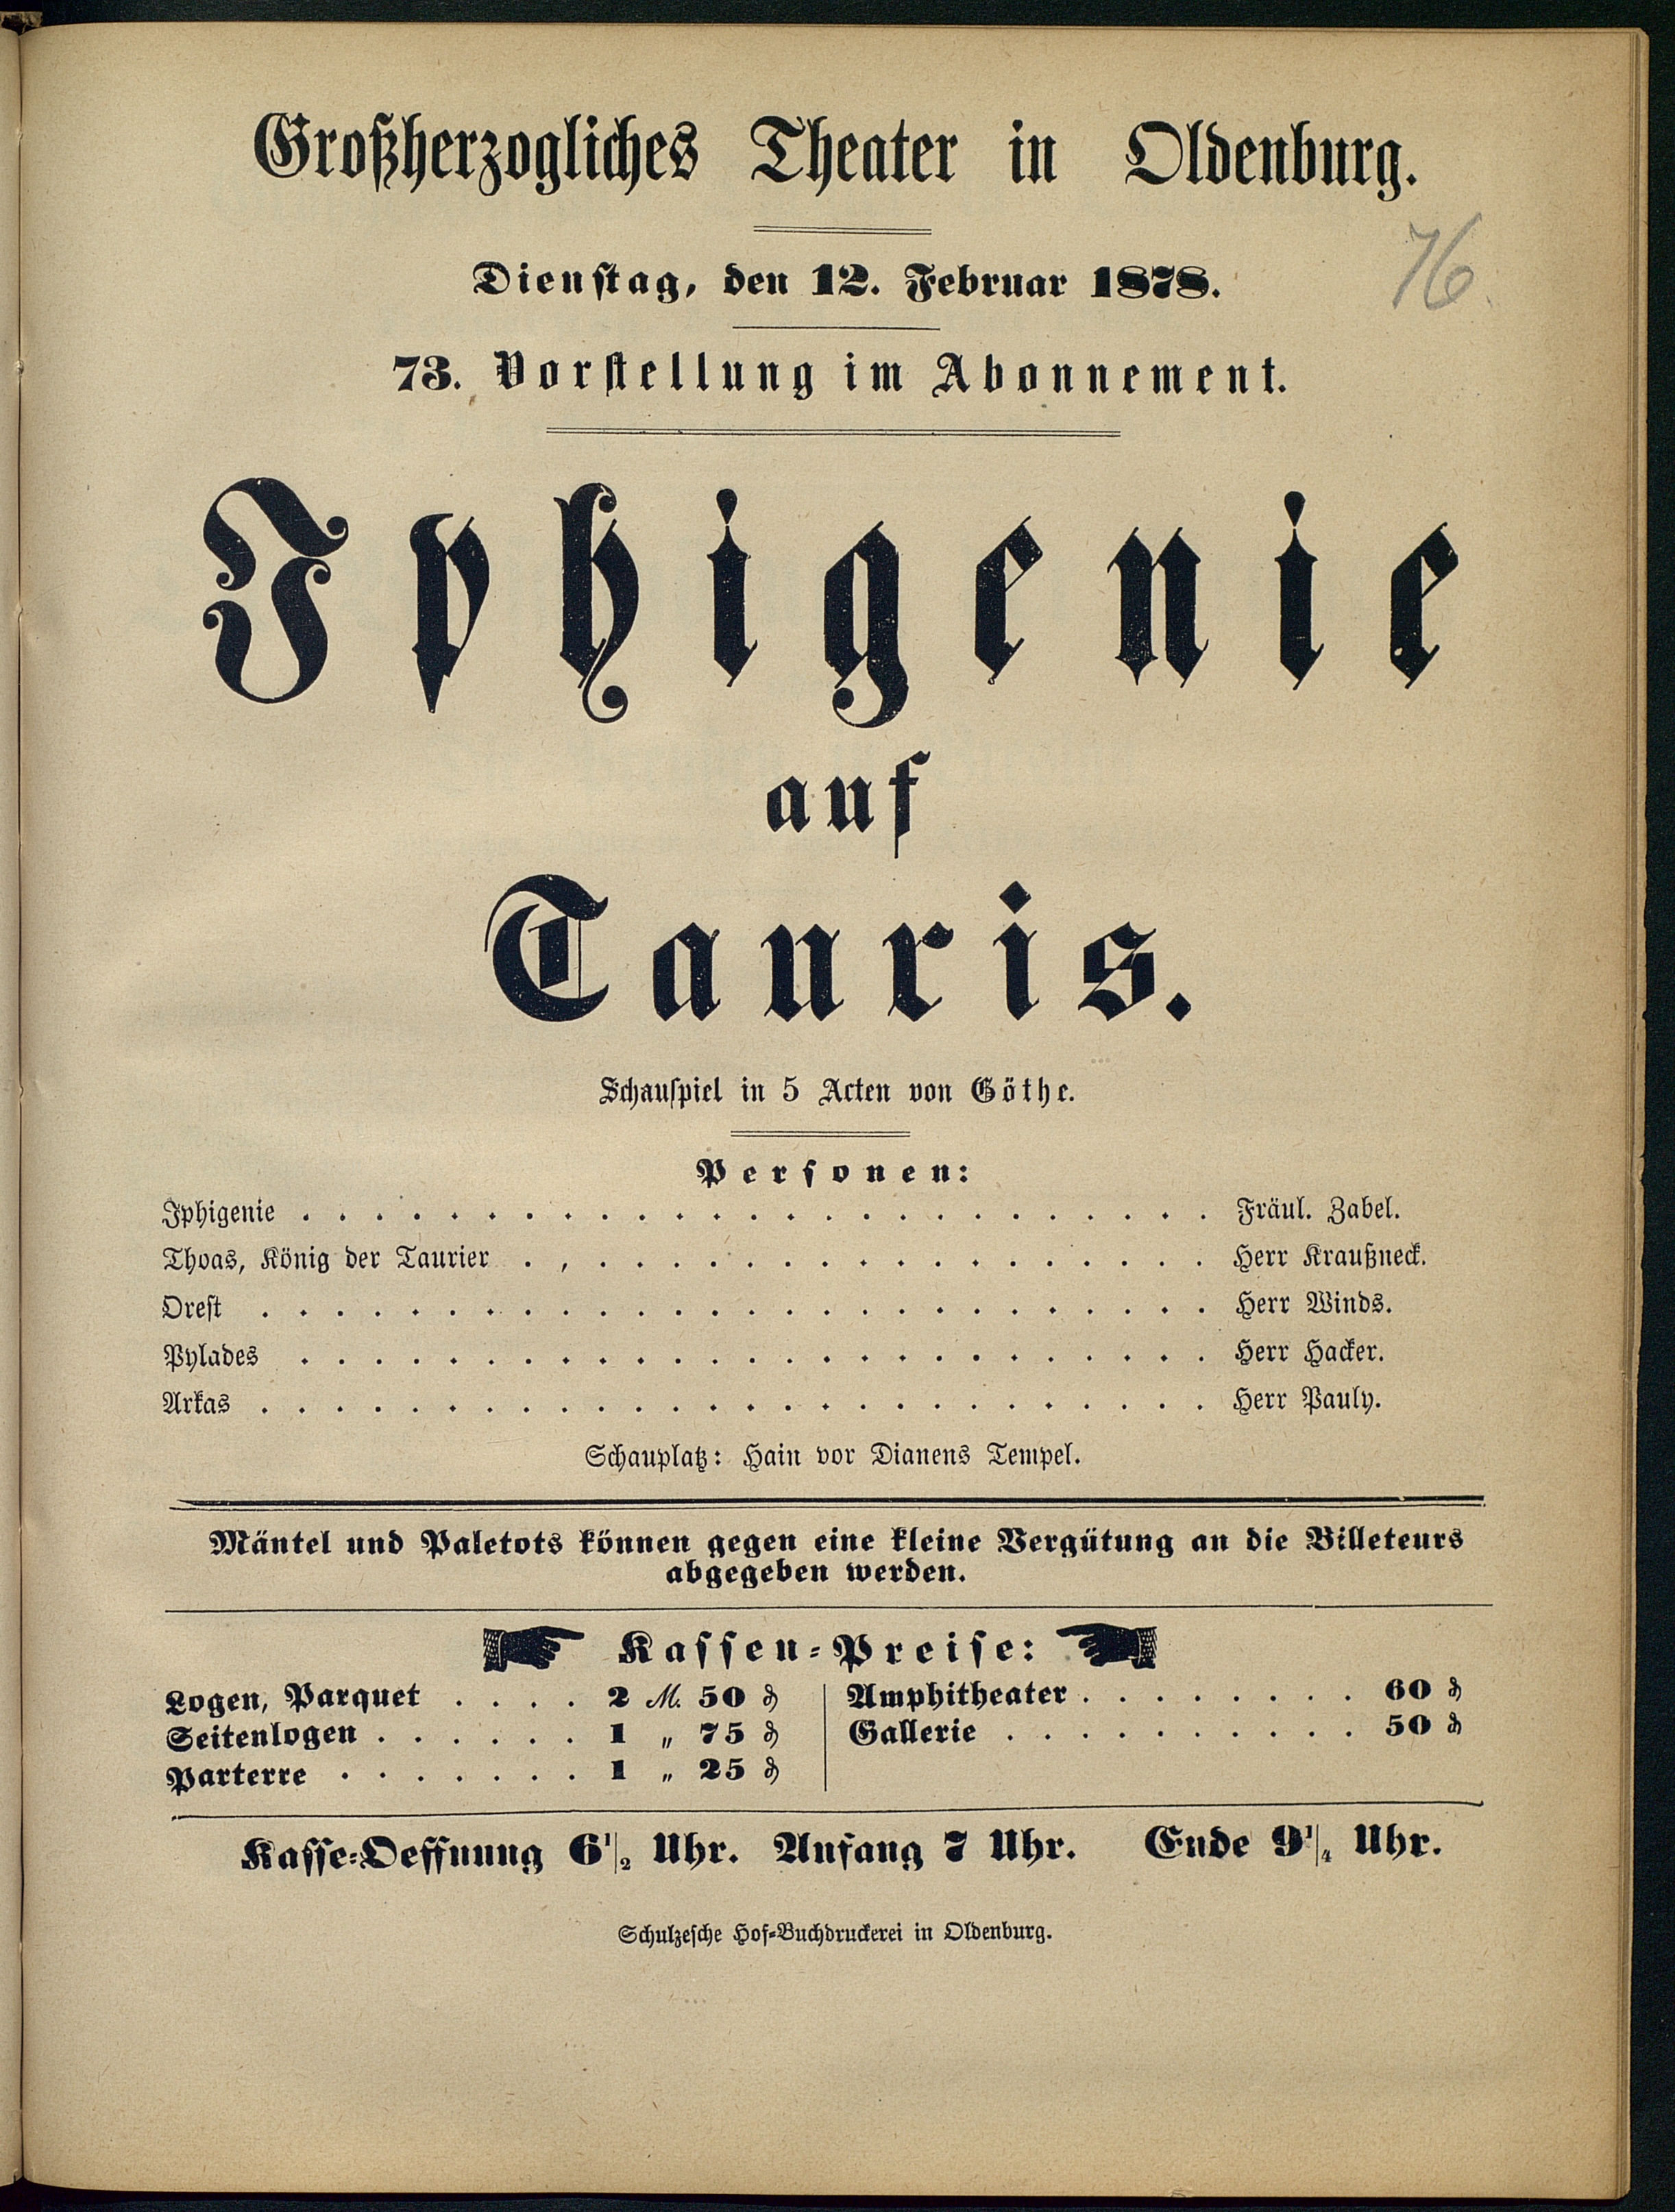 Großherzogliches Theater in Oldenburg.
76.
Dienstag, den 12. Februar 1878.
73. Vorstellung im Abonnement.
Iphigenie
auf
Tauris.
Schauspiel in 5 Acten von Göthe.
Personen:
Iphigenie . . . . . . . . . . . . . . . . . . . . . . . . . Fräul. Zabel.
Thoas, König der Taurier . , . . . . . . . . . . . . . . . . . Herr Kraußneck.
Orest . . . . . . . . . . . . . . . . . . . . . . . . . . Herr Winds.
Pylades . . . . . . . . . . . . . . . . . . . . . . . . . Herr Hacker.
Arkas . . . . . . . . . . . . . . . . . . . . . . . . . . Herr Pauly.
Schauplatz: Hain vor Dianens Tempel.
Mäntel und Paletots können gegen eine kleine Vergütung an die Billeteurs
abgegeben werden.
Kassen-Preise:
Logen, Parquet . . . . 2 M. 50 ₰
Seitenlogen . . . . . . 1 „ 75 ₰
Parterre . . . . . . . 1 „ 25 ₰
Amphitheater . . . . . . . . 60 ₰
Gallerie . . . . . . . . . . 50 ₰
Kasse-Oeffnung 6 1/2 Uhr. Anfang 7 Uhr. Ende 9 1/4 Uhr.
Schulzesche Hof-Buchdruckerei in Oldenburg.